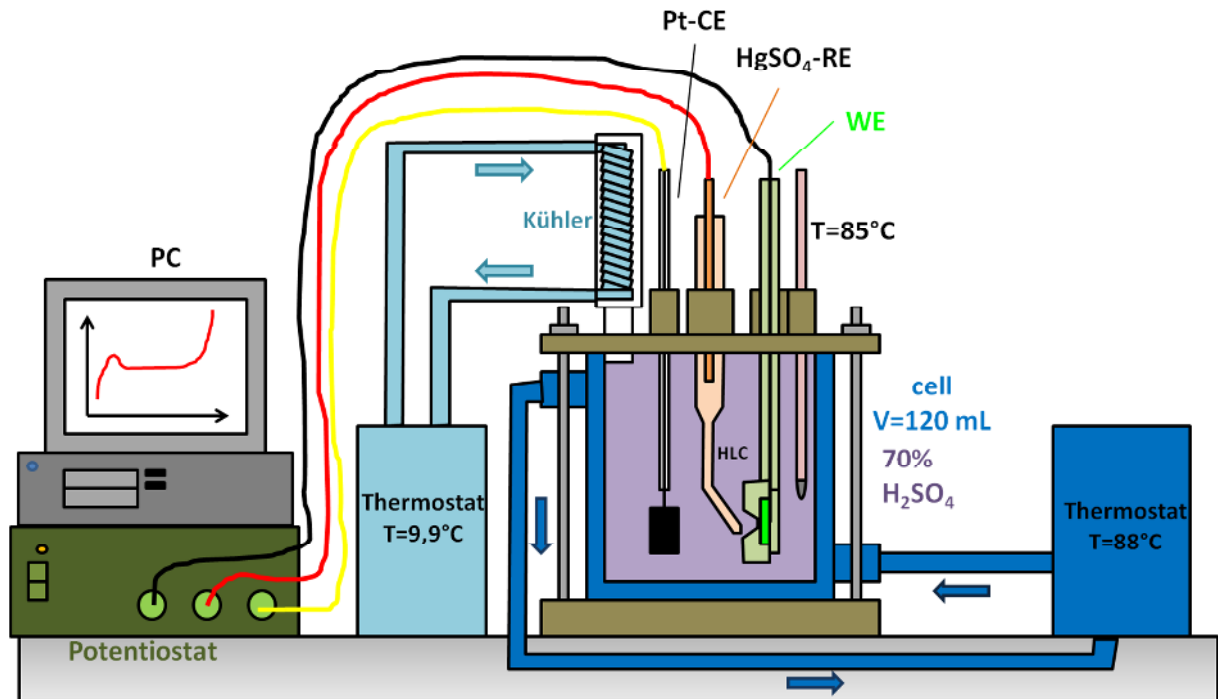 Pt-CE
HgSO₄-RE
WE
Kühler
T=85°C
PC
cell
V=120 mL
70%
H₂SO₄
HLC
Thermostat
T=9,9°C
Thermostat
T=88°C
Potentiostat